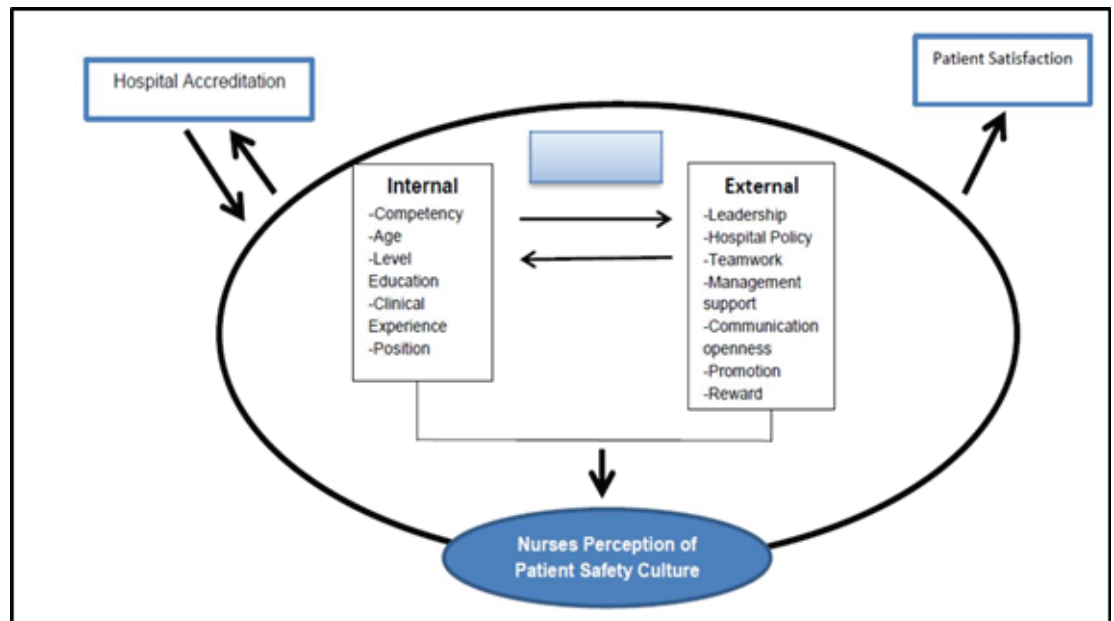 Hospital Accreditation
Patient Satisfaction
Internal
-Competency
-Age
-Level
Education
-Clinical
Experience
-Position
External
-Leadership
-Hospital Policy
-Teamwork
-Management
support
-Communication
openness
-Promotion
-Reward
Nurses Perception of
Patient Safety Culture